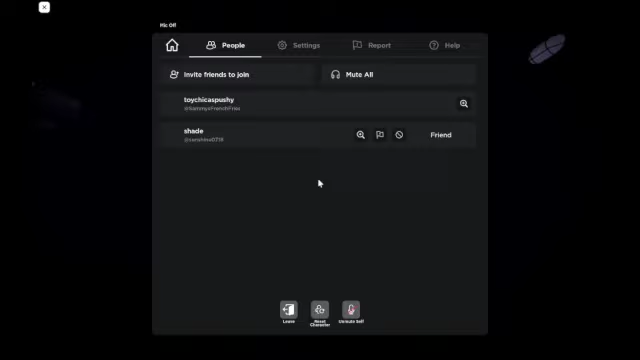 Mic Off
People
Settings
Report
Help
Invite friends to join
Mute All
toychicaspushy
shade
Friend
Leave
Reset
Character
Unmute Self